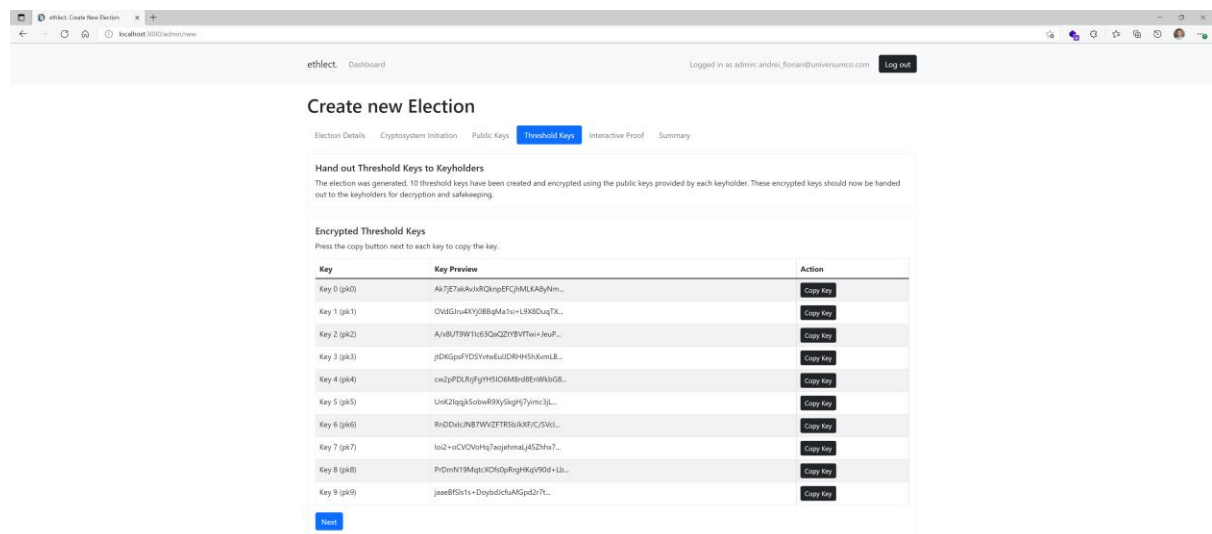 ethlect. Create New Election
localhost:3000/admin/new
ethlect. Dashboard Logged in as admin: andrei_florian@universumco.com Log out
Create new Election
Election Details Cryptosystem Initiation Public Keys Threshold Keys Interactive Proof Summary
Hand out Threshold Keys to Keyholders
The election was generated, 10 threshold keys have been created and encrypted using the public keys provided by each keyholder. These encrypted keys should now be handed
out to the keyholders for decryption and safekeeping.
Encrypted Threshold Keys
Press the copy button next to each key to copy the key.
Key Key Preview Action
Key 0 (pk0) Copy Key
Key 1 (pk1) Copy Key
Key 2 (pk2) Copy Key
Key 3 (pk3) Copy Key
Key 4 (pk4) Copy Key
Key 5 (pk5) Copy Key
Key 6 (pk6) Copy Key
Key 7 (pk7) Copy Key
Key 8 (pk8) Copy Key
Key 9 (pk9) jaaeBfSls1s+DoybdJcfuAfGpd2r7t... Copy Key
Next